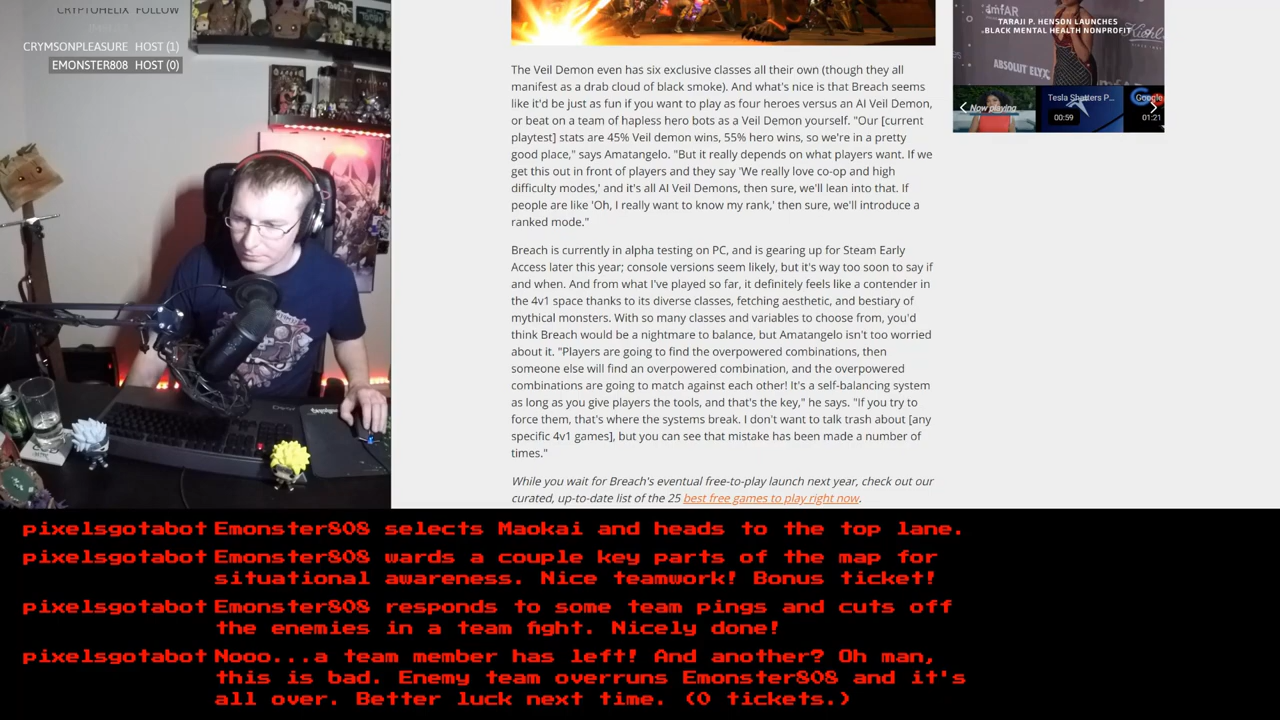 CRYPTOHELIX FOLLOW
CRYMSONPLEASURE HOST (1)
EMONSTER808 HOST (0)
The Veil Demon even has six exclusive classes all their own (though they all
manifest as a drab cloud of black smoke). And what's nice is that Breach seems
like it'd be just as fun if you want to play as four heroes versus an AI Veil Demon,
or beat on a team of hapless hero bots as a Veil Demon yourself. "Our [current
playtest] stats are 45% Veil demon wins, 55% hero wins, so we're in a pretty
good place," says Amatangelo. "But it really depends on what players want. If we
get this out in front of players and they say 'We really love co-op and high
difficulty modes,' and it's all AI Veil Demons, then sure, we'll lean into that. If
people are like 'Oh, I really want to know my rank,' then sure, we'll introduce a
ranked mode."
Breach is currently in alpha testing on PC, and is gearing up for Steam Early
Access later this year; console versions seem likely, but it's way too soon to say if
and when. And from what I've played so far, it definitely feels like a contender in
the 4v1 space thanks to its diverse classes, fetching aesthetic, and bestiary of
mythical monsters. With so many classes and variables to choose from, you'd
think Breach would be a nightmare to balance, but Amatangelo isn't too worried
about it. "Players are going to find the overpowered combinations, then
someone else will find an overpowered combination, and the overpowered
combinations are going to match against each other! It's a self-balancing system
as long as you give players the tools, and that's the key," he says. "If you try to
force them, that's where the systems break. I don't want to talk trash about [any
specific 4v1 games], but you can see that mistake has been made a number of
times."
While you wait for Breach's eventual free-to-play launch next year, check out our
curated, up-to-date list of the 25 best free games to play right now.
amfAR
TARAJI P. HENSON LAUNCHES
BLACK MENTAL HEALTH NONPROFIT
Kiehl's
ABSOLUT ELYX
Now playing
Tesla Shatters P...
00:59
Google
01:21
pixelsgotabot Emonster808 selects Maokai and heads to the top lane.
pixelsgotabot Emonster808 wards a couple key parts of the map for
situational awareness. Nice teamwork! Bonus ticket!
pixelsgotabot Emonster808 responds to some team pings and cuts off
the enemies in a team fight. Nicely done!
pixelsgotabot Nooo...a team member has left! And another? Oh man,
this is bad. Enemy team overruns Emonster808 and it's
all over. Better luck next time. (0 tickets.)